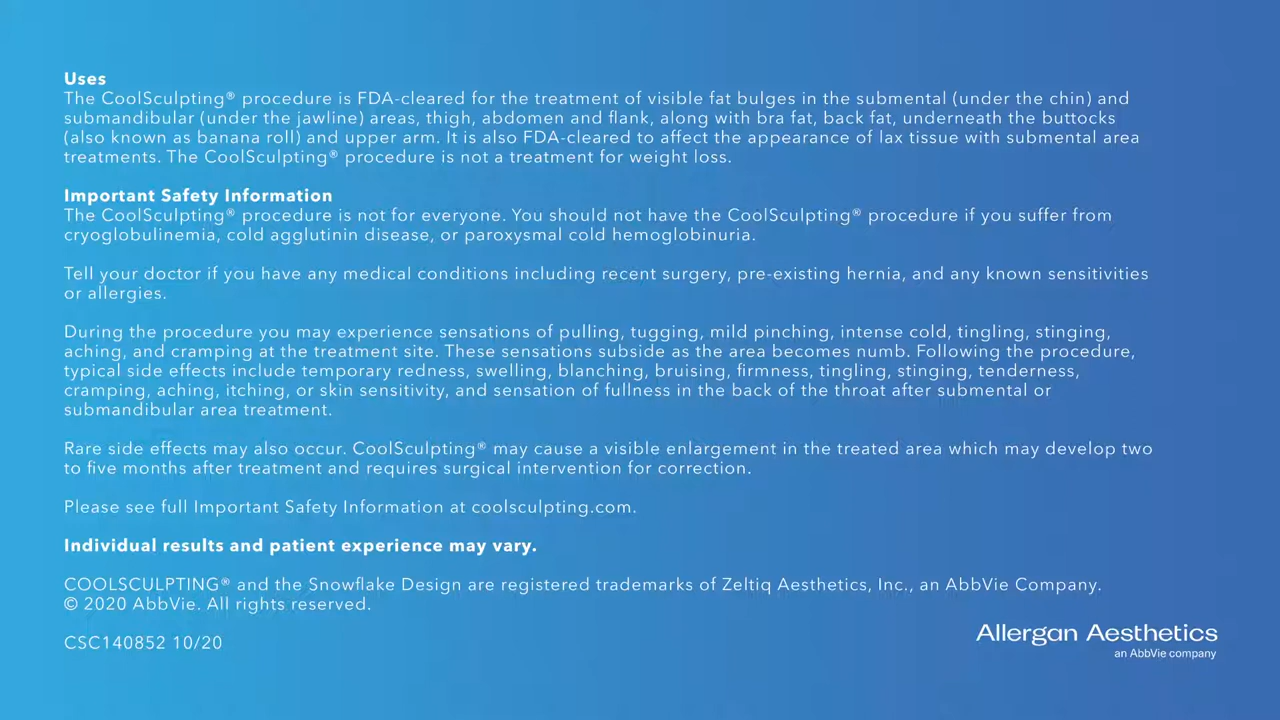 Uses
The CoolSculpting® procedure is FDA-cleared for the treatment of visible fat bulges in the submental (under the chin) and
submandibular (under the jawline) areas, thigh, abdomen and flank, along with bra fat, back fat, underneath the buttocks
(also known as banana roll) and upper arm. It is also FDA-cleared to affect the appearance of lax tissue with submental area
treatments. The CoolSculpting® procedure is not a treatment for weight loss.
Important Safety Information
The CoolSculpting® procedure is not for everyone. You should not have the CoolSculpting® procedure if you suffer from
cryoglobulinemia, cold agglutinin disease, or paroxysmal cold hemoglobinuria.
Tell your doctor if you have any medical conditions including recent surgery, pre-existing hernia, and any known sensitivities
or allergies.
During the procedure you may experience sensations of pulling, tugging, mild pinching, intense cold, tingling, stinging,
aching, and cramping at the treatment site. These sensations subside as the area becomes numb. Following the procedure,
typical side effects include temporary redness, swelling, blanching, bruising, firmness, tingling, stinging, tenderness,
cramping, aching, itching, or skin sensitivity, and sensation of fullness in the back of the throat after submental or
submandibular area treatment.
Rare side effects may also occur. CoolSculpting® may cause a visible enlargement in the treated area which may develop two
to five months after treatment and requires surgical intervention for correction.
Please see full Important Safety Information at coolsculpting.com.
Individual results and patient experience may vary.
COOLSCULPTING® and the Snowflake Design are registered trademarks of Zeltiq Aesthetics, Inc., an AbbVie Company.
© 2020 AbbVie. All rights reserved.
CSC140852 10/20
Allergan Aesthetics
an AbbVie company